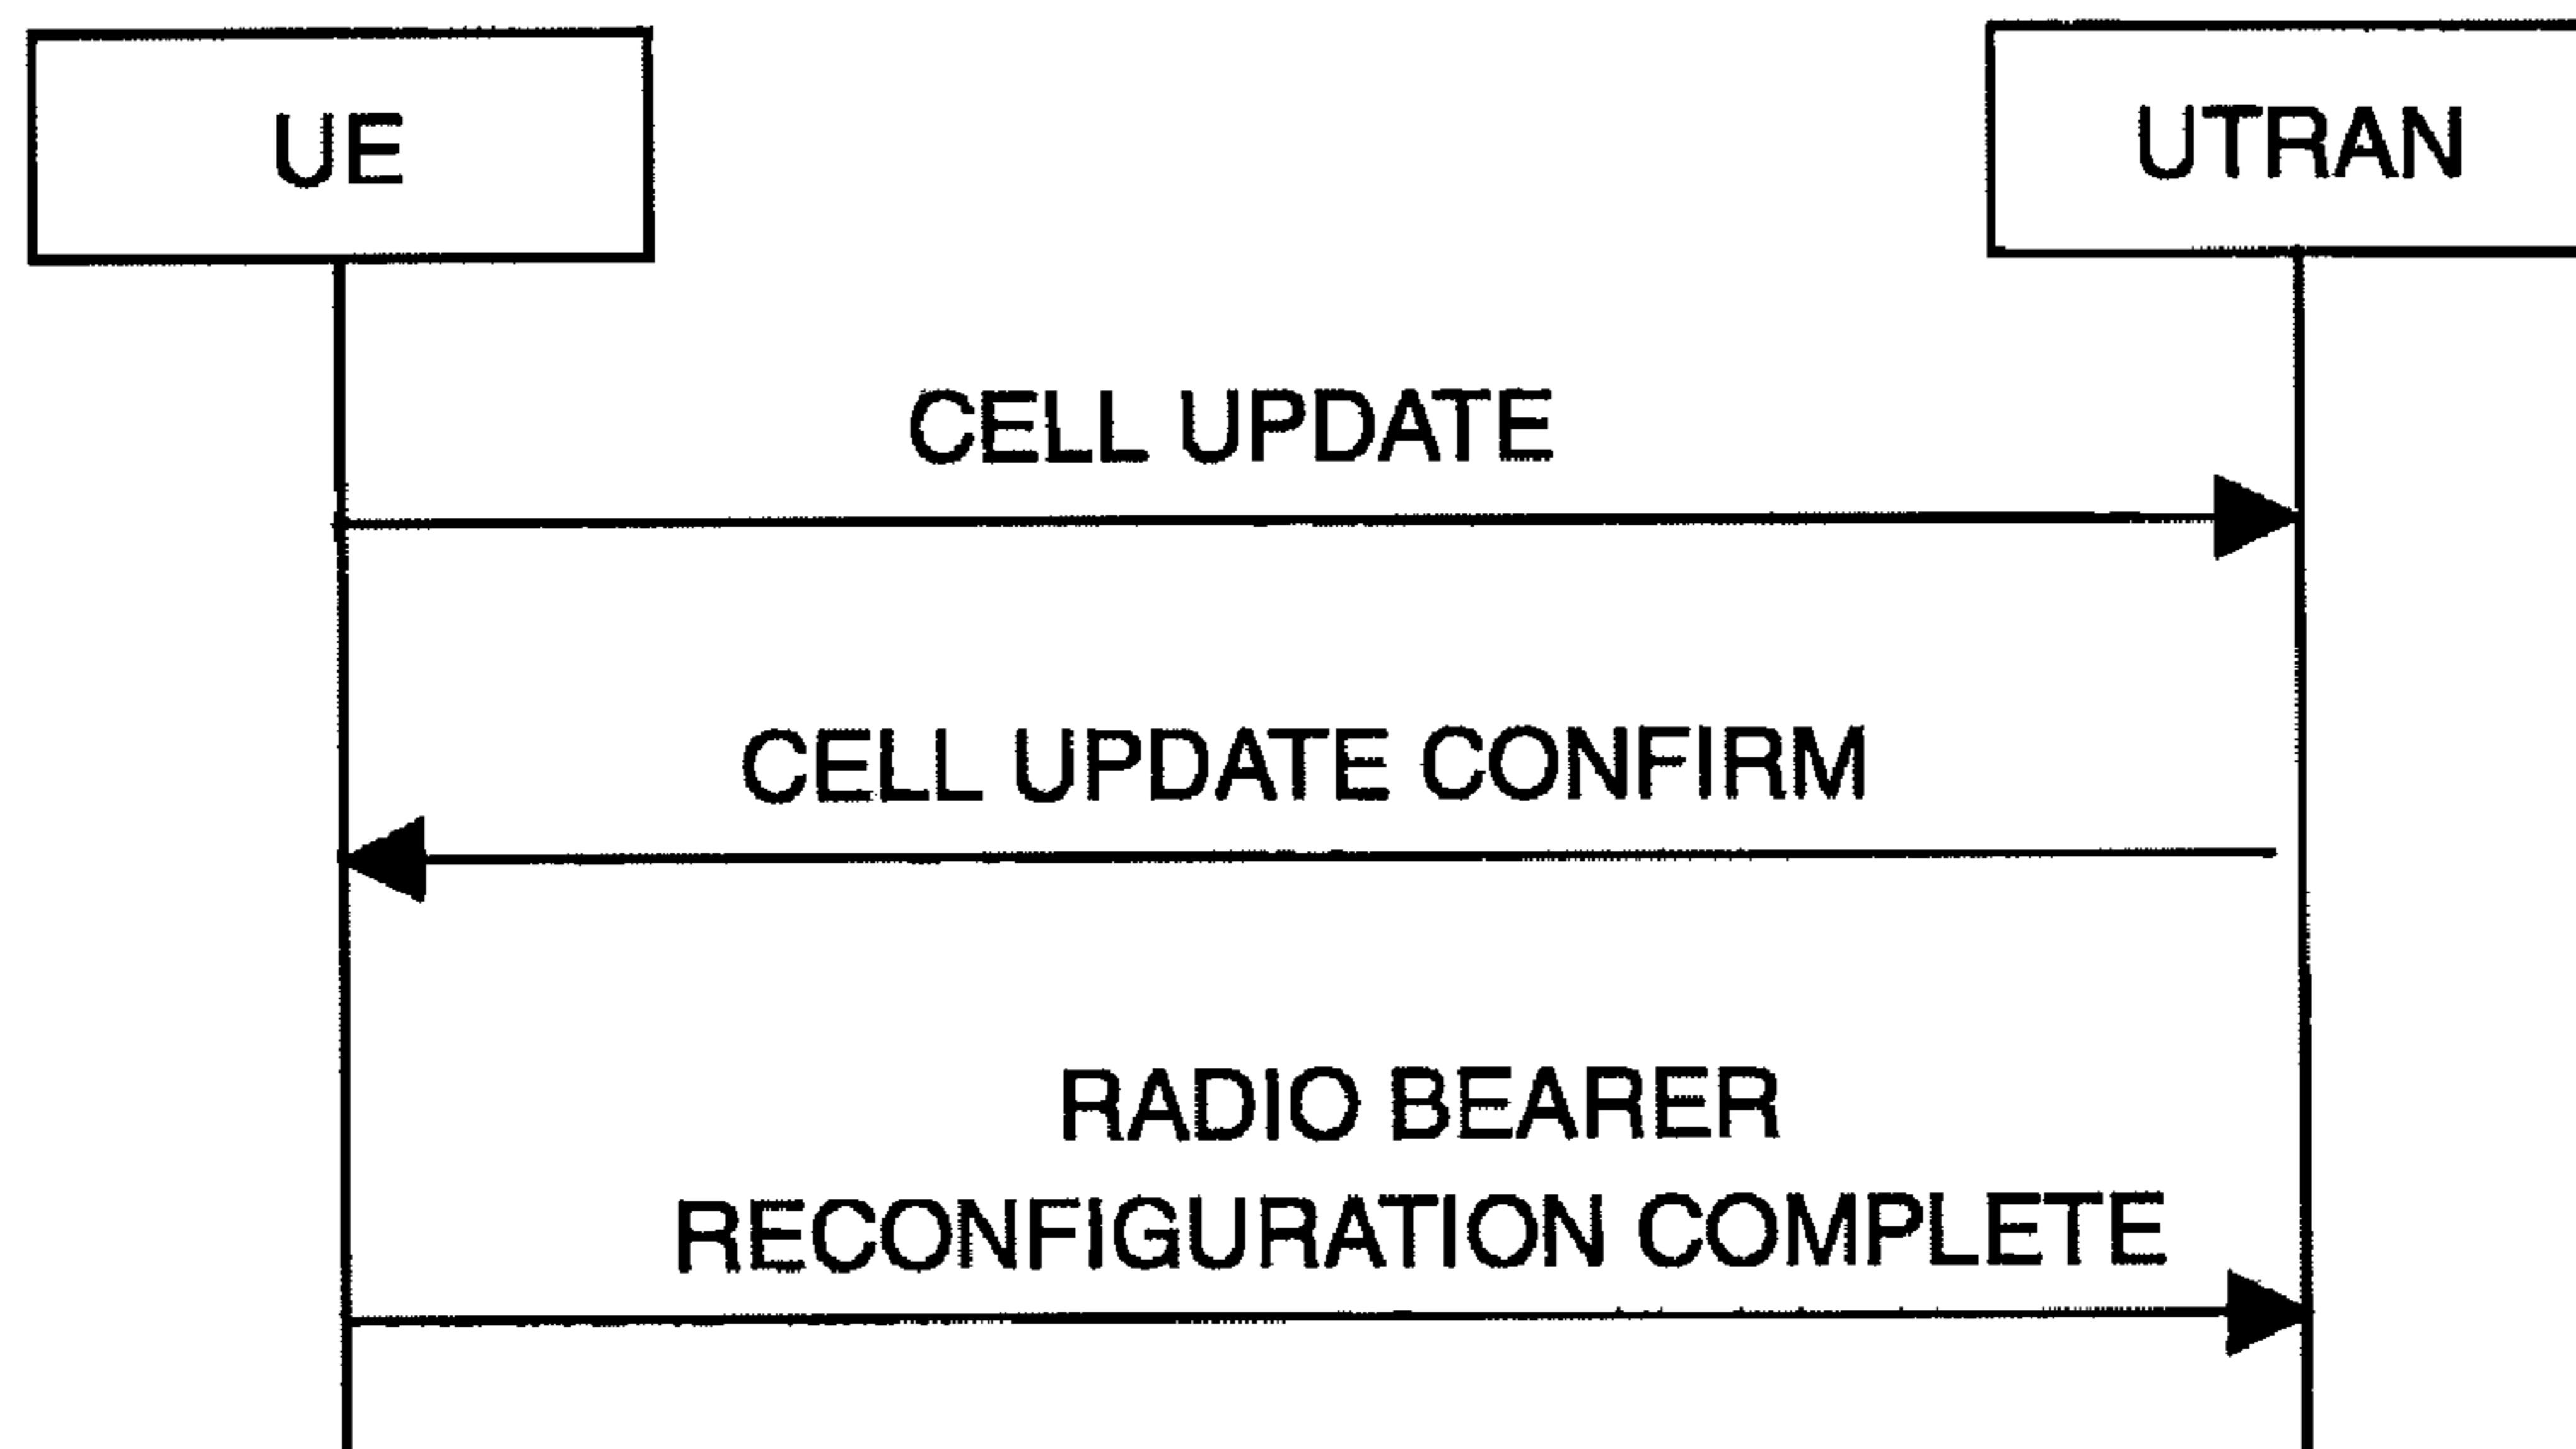 UE
UTRAN
CELL UPDATE
CELL UPDATE CONFIRM
RADIO BEARER
RECONFIGURATION COMPLETE